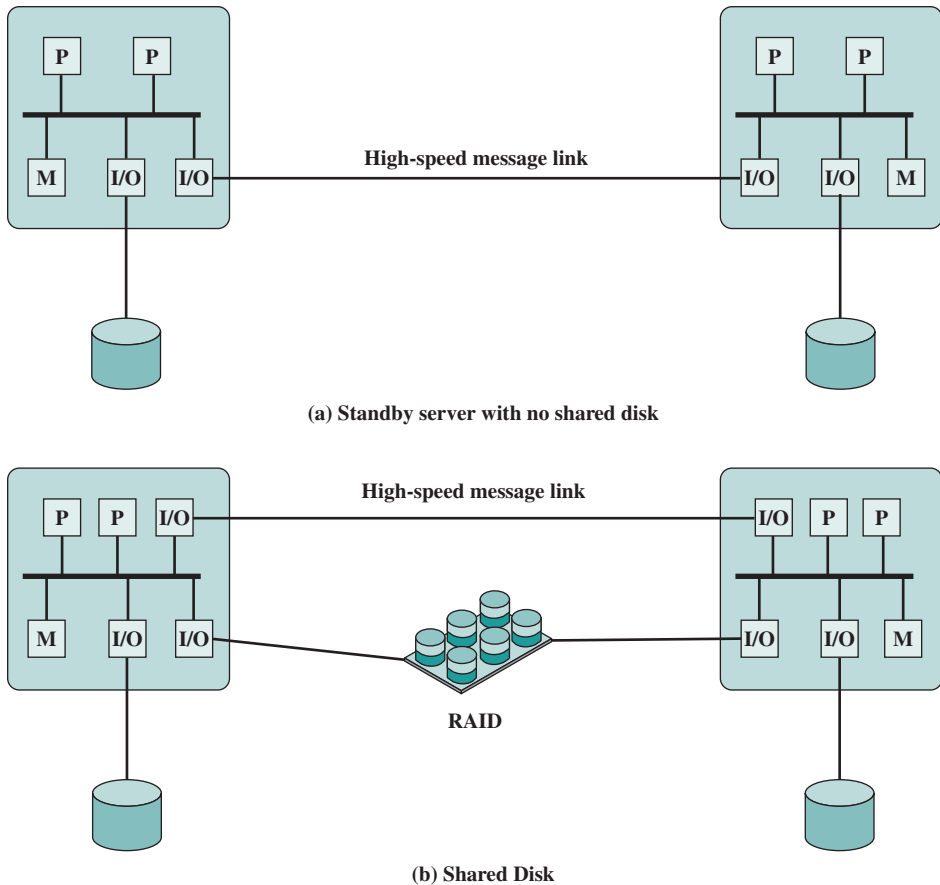 P P P P
High-speed message link
M I/O I/O I/O I/O M
(a) Standby server with no shared disk
High-speed message link
P P I/O I/O P P
M I/O I/O I/O I/O M
RAID
(b) Shared Disk